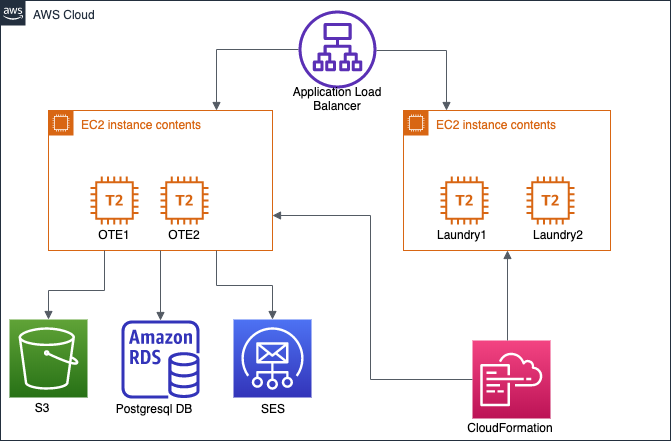 aws
AWS Cloud
Application Load
Balancer
EC2 instance contents
EC2 instance contents
T2
T2
T2
T2
OTE1
OTE2
Laundry1
Laundry2
Amazon
RDS
S3
Postgresql DB
SES
CloudFormation